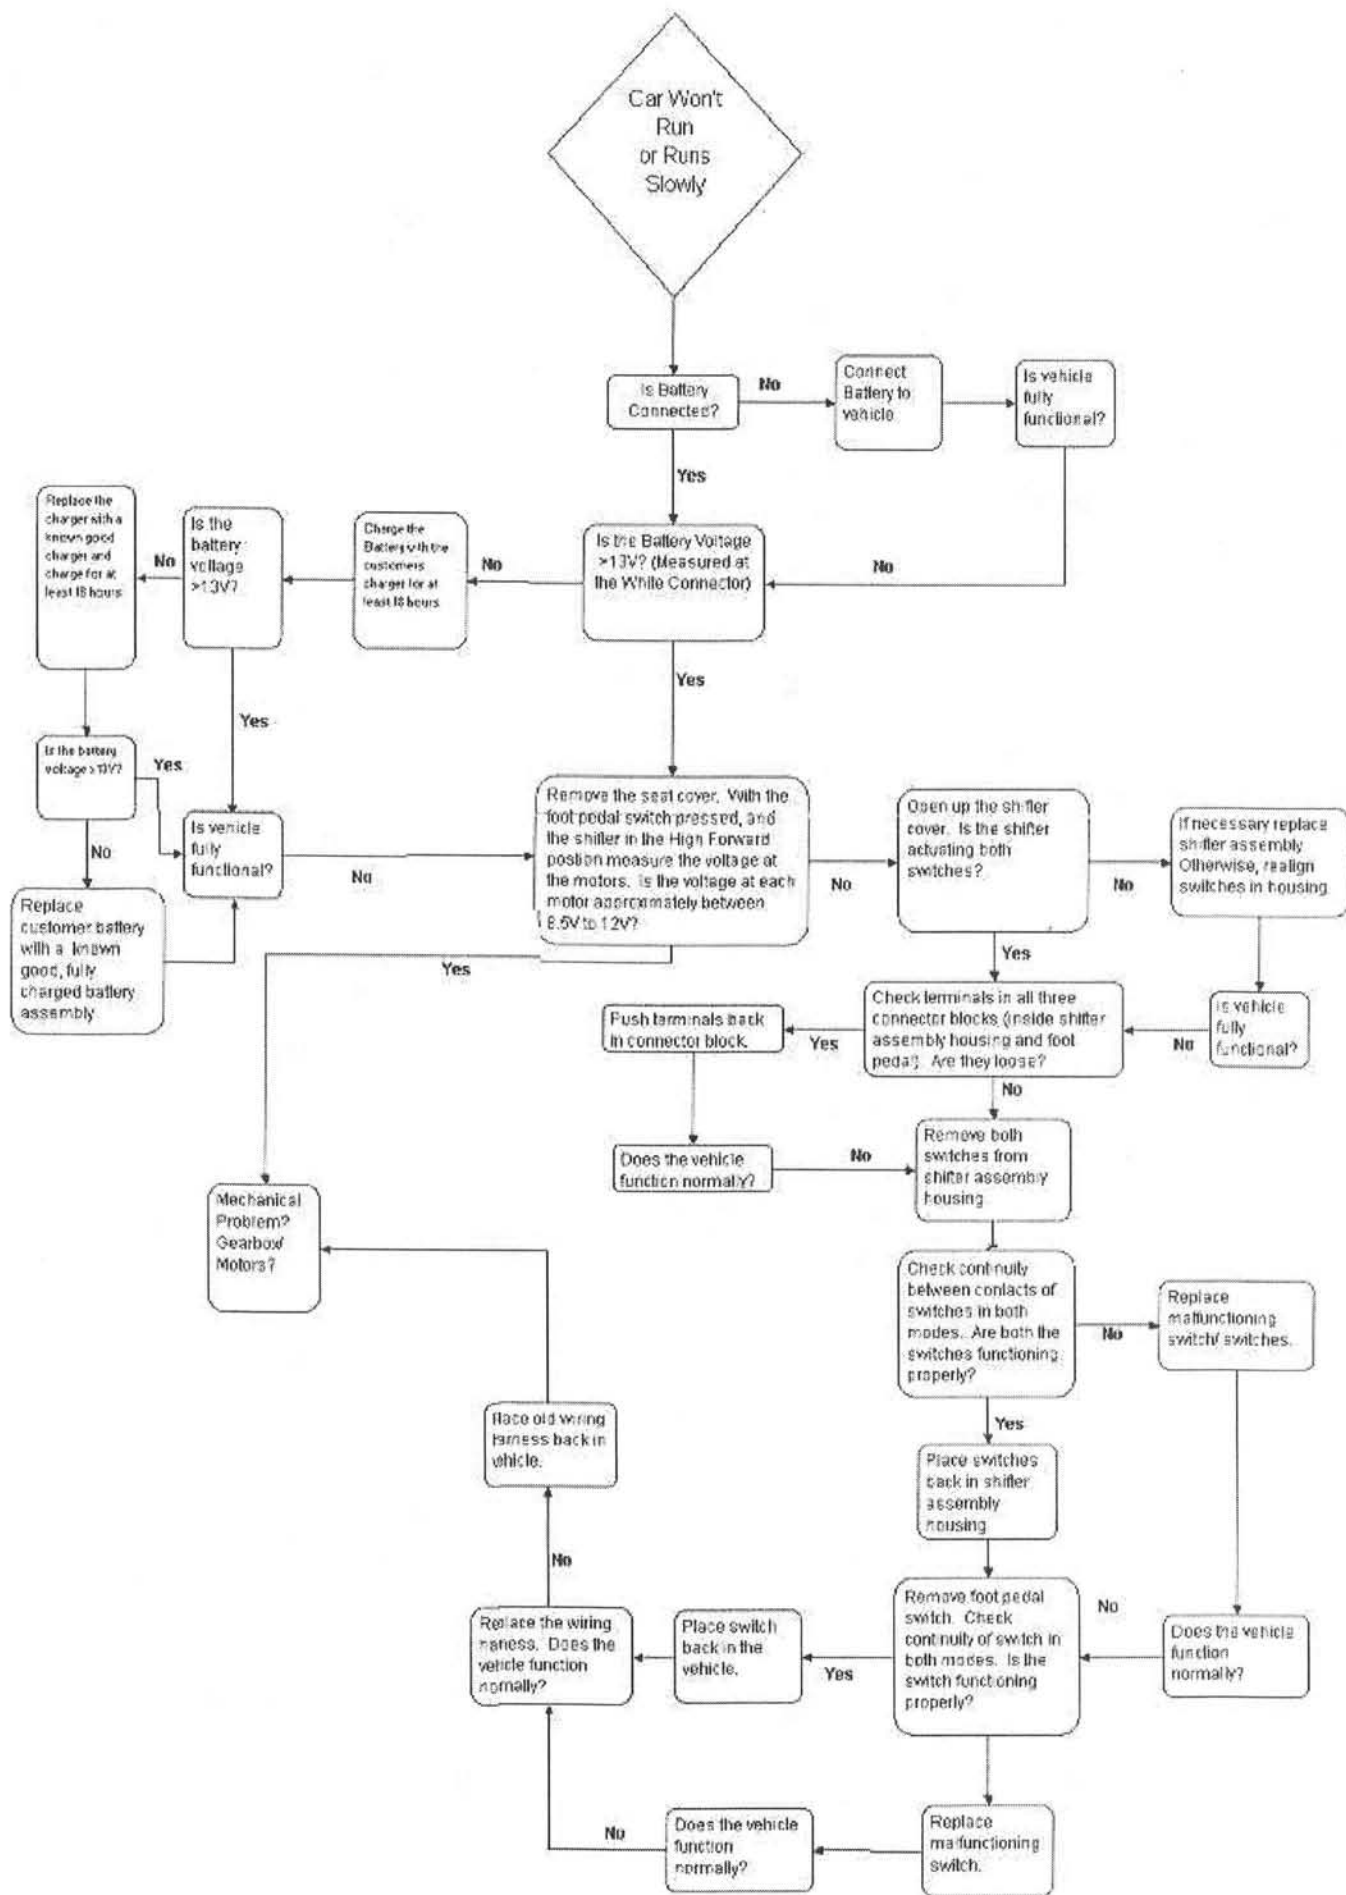 Car Won't
Run
or Runs
Slowly
Is Battery
Connected?
No
Connect
Battery to
vehicle
Is vehicle
fully
functional?
Yes
No
Is the Battery Voltage
>13V? (Measured at
the White Connector)
No
Charge the
Battery with the
customers
charger for at
least 18 hours
Is the
battery
voltage
>13V?
No
Replace the
charger with a
known good
charger and
charge for at
least 18 hours
Yes
Yes
Is the battery
voltage >13V?
Yes
No
Is vehicle
fully
functional?
No
Replace
customer battery
with a known
good, fully
charged battery
assembly
Remove the seat cover. With the
foot pedal switch pressed, and
the shifter in the High Forward
postion measure the voltage at
the motors. Is the voltage at each
motor approximately between
8.5V to 12V?
No
Yes
Open up the shifter
cover. Is the shifter
actuating both
switches?
No
Yes
If necessary replace
shifter assembly
Otherwise, realign
switches in housing
Is vehicle
fully
functional?
No
Check terminals in all three
connector blocks (inside shifter
assembly housing and foot
pedal). Are they loose?
Yes
No
Push terminals back
in connector block.
Does the vehicle
function normally?
No
Remove both
switches from
shifter assembly
housing
Mechanical
Problem?
Gearbox/
Motors?
Check continuity
between contacts of
switches in both
modes. Are both the
switches functioning
properly?
No
Yes
Replace
malfunctioning
switch/ switches.
Place switches
back in shifter
assembly
housing
Does the vehicle
function
normally?
No
Remove foot pedal
switch. Check
continuity of switch in
both modes. Is the
switch functioning
properly?
Yes
Place switch
back in the
vehicle.
Replace the wiring
harness. Does the
vehicle function
normally?
No
old wiring
back in
Replace
malfunctioning
switch.
Does the vehicle
function
normally?
No